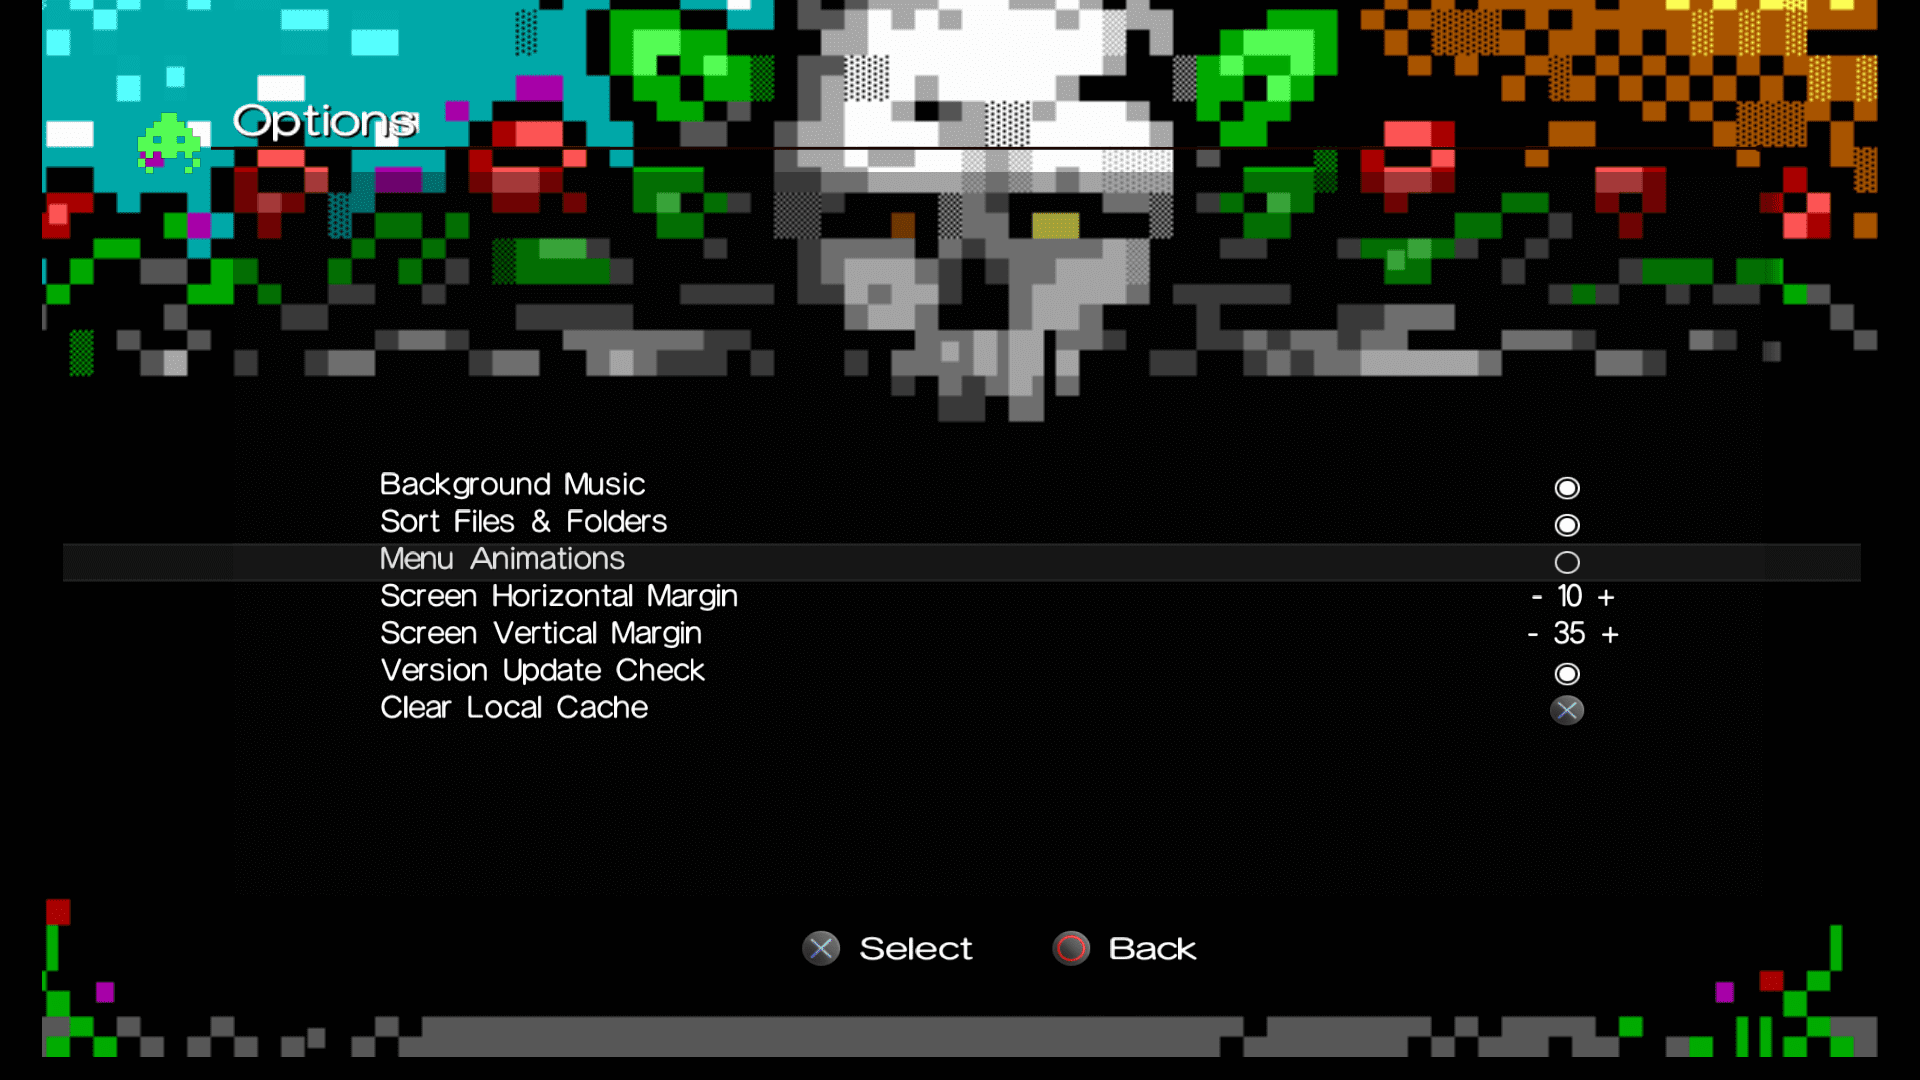 Options
Background Music
Sort Files & Folders
Menu Animations
Screen Horizontal Margin - 10 +
Screen Vertical Margin - 35 +
Version Update Check
Clear Local Cache
Select Back